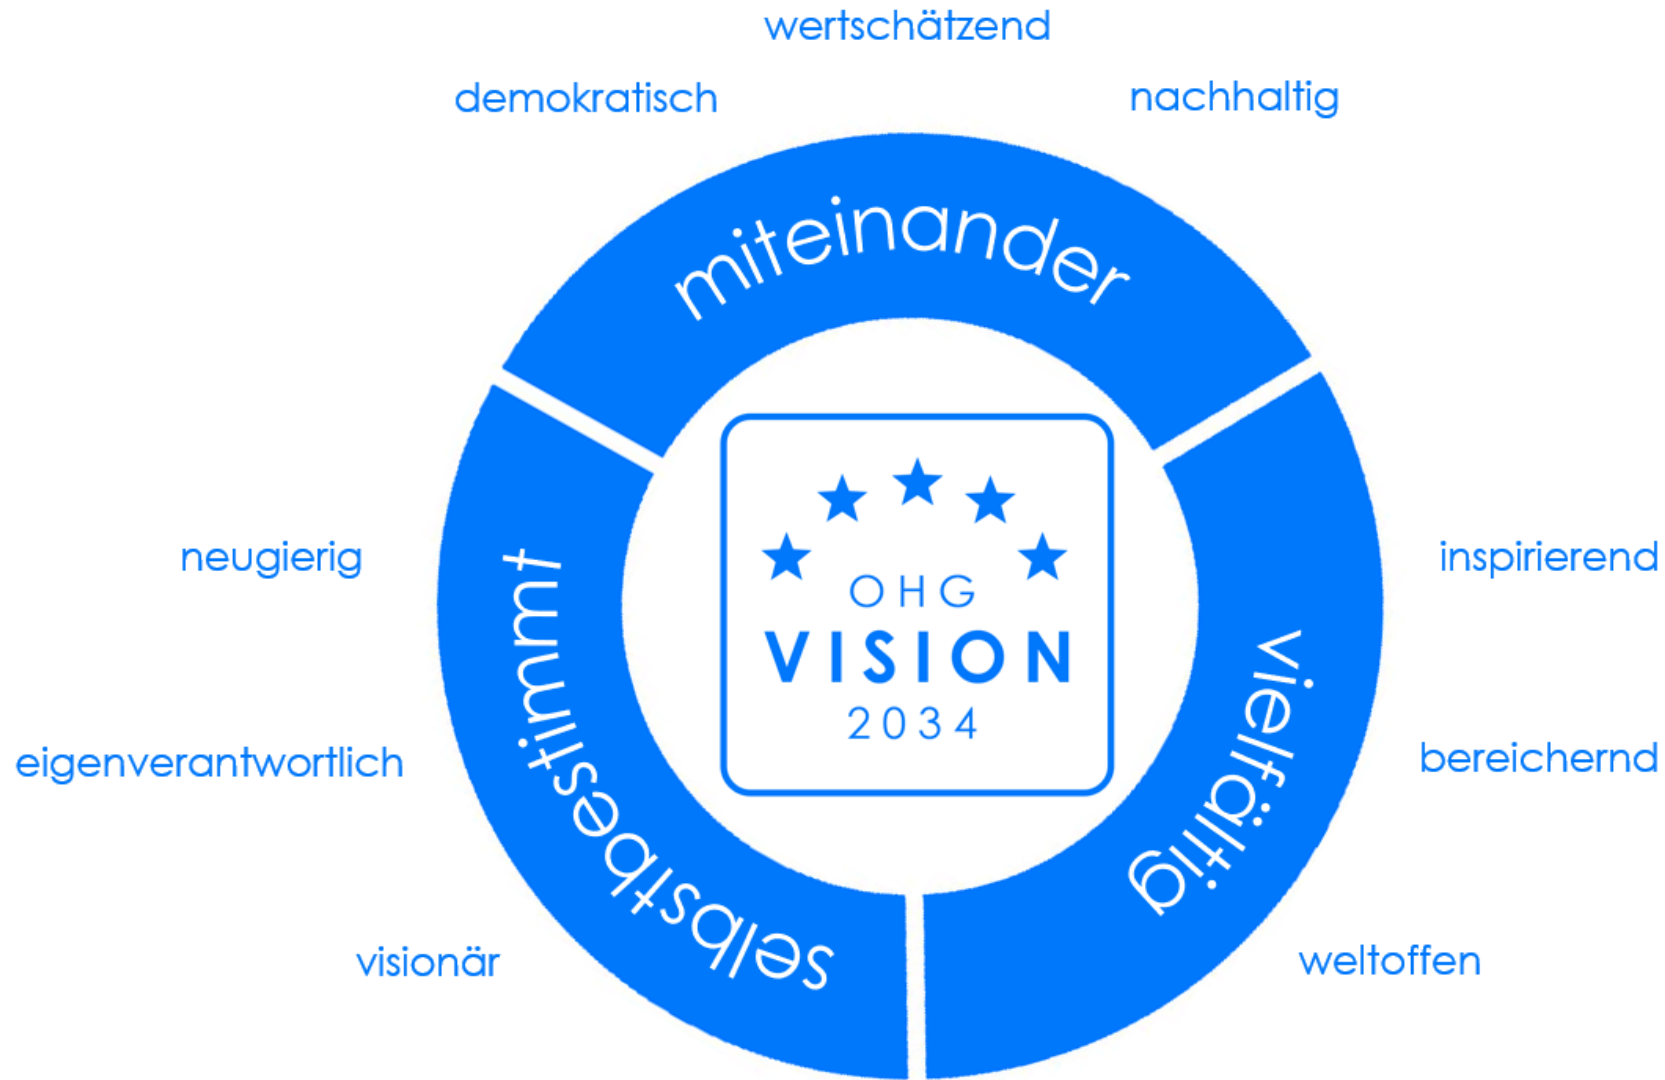 wertschätzend
demokratisch
nachhaltig
miteinander
neugierig
inspirierend
selbstbestimmt
OHG
VISION
2034
vielfältig
eigenverantwortlich
bereichernd
visionär
weltoffen